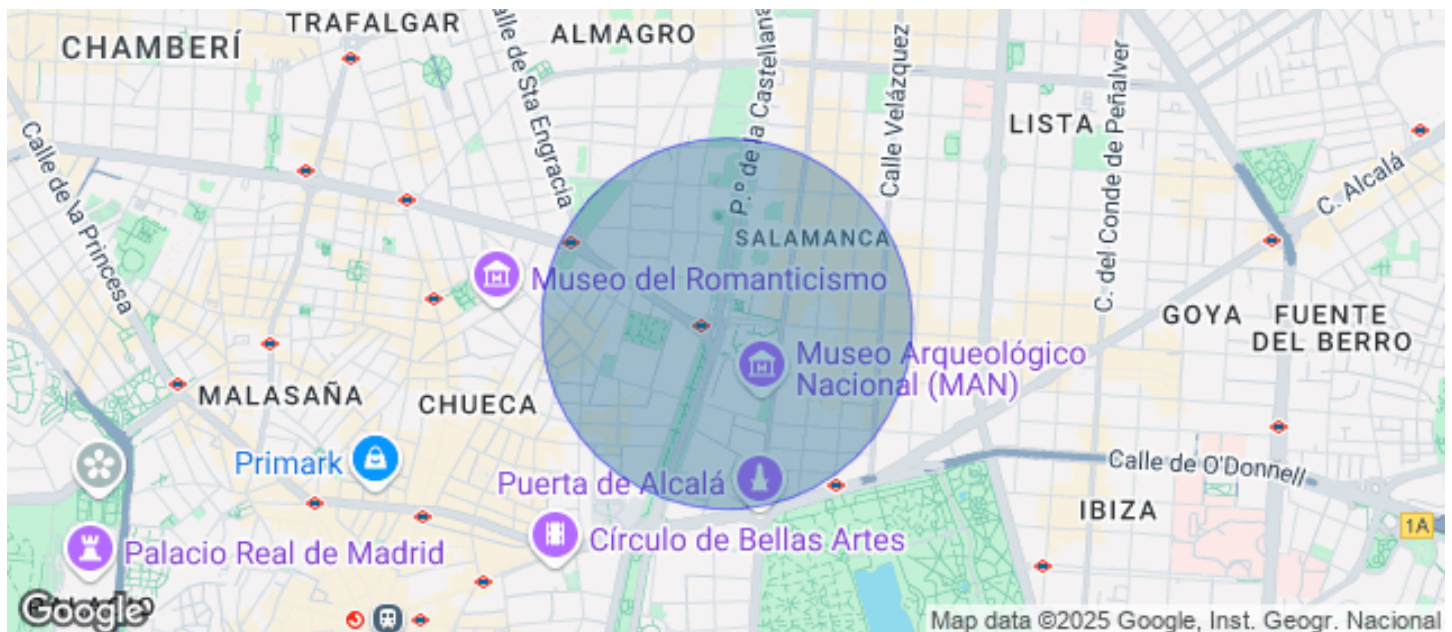 TRAFALGAR
CHAMBERÍ
ALMAGRO
Calle de Sta Engracia
P.º de la Castellana
Calle Velázquez
LISTA
C. del Conde de Peñalver
C. Alcalá
Calle de la Princesa
SALAMANCA
Museo del Romanticismo
GOYA
FUENTE
DEL BERRO
Museo Arqueológico
Nacional (MAN)
MALASAÑA
CHUECA
Primark
Puerta de Alcalá
Calle de O'Donnell
IBIZA
1A
Círculo de Bellas Artes
Palacio Real de Madrid
Google
Map data ©2025 Google, Inst. Geogr. Nacional